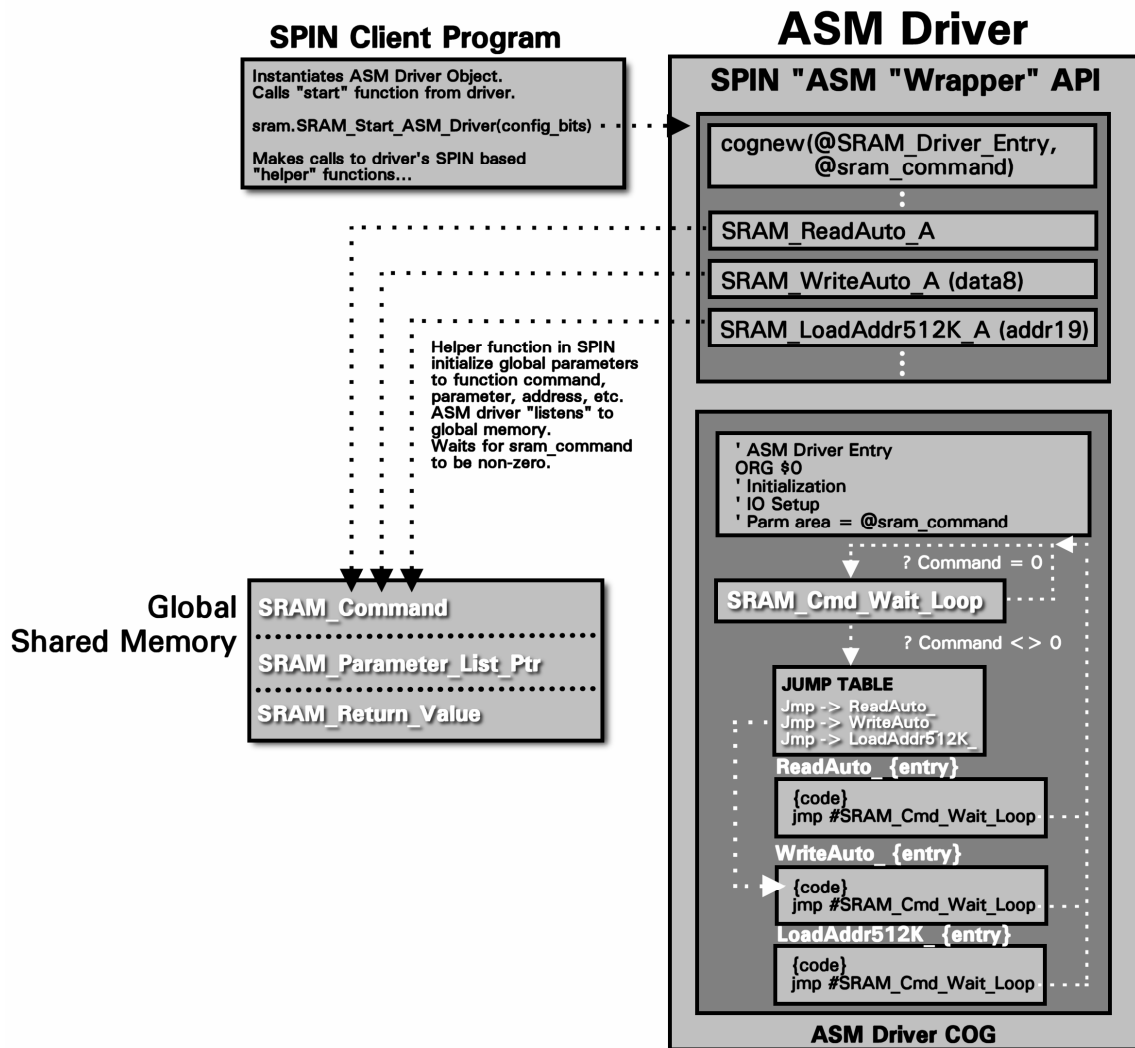 SPIN Client Program
Instantiates ASM Driver Object.
Calls "start" function from driver.
sram.SRAM_Start_ASM_Driver(config_bits)
Makes calls to driver's SPIN based
"helper" functions...
ASM Driver
SPIN "ASM "Wrapper" API
cognew(@SRAM_Driver_Entry,
@sram_command)
SRAM_ReadAuto_A
SRAM_WriteAuto_A (data8)
SRAM_LoadAddr512K_A (addr19)
Helper function in SPIN
initialize global parameters
to function command,
parameter, address, etc.
ASM driver "listens" to
global memory.
Waits for sram_command
to be non-zero.
Global
Shared Memory
SRAM_Command
SRAM_Parameter_List_Ptr
SRAM_Return_Value
' ASM Driver Entry
ORG $0
' Initialization
' IO Setup
' Parm area = @sram_command
? Command = 0
SRAM_Cmd_Wait_Loop
? Command <> 0
JUMP TABLE
Jmp -> ReadAuto_
Jmp -> WriteAuto_
Jmp -> LoadAddr512K_
ReadAuto_ {entry}
{code}
jmp #SRAM_Cmd_Wait_Loop
WriteAuto_ {entry}
{code}
jmp #SRAM_Cmd_Wait_Loop
LoadAddr512K_ {entry}
{code}
jmp #SRAM_Cmd_Wait_Loop
ASM Driver COG